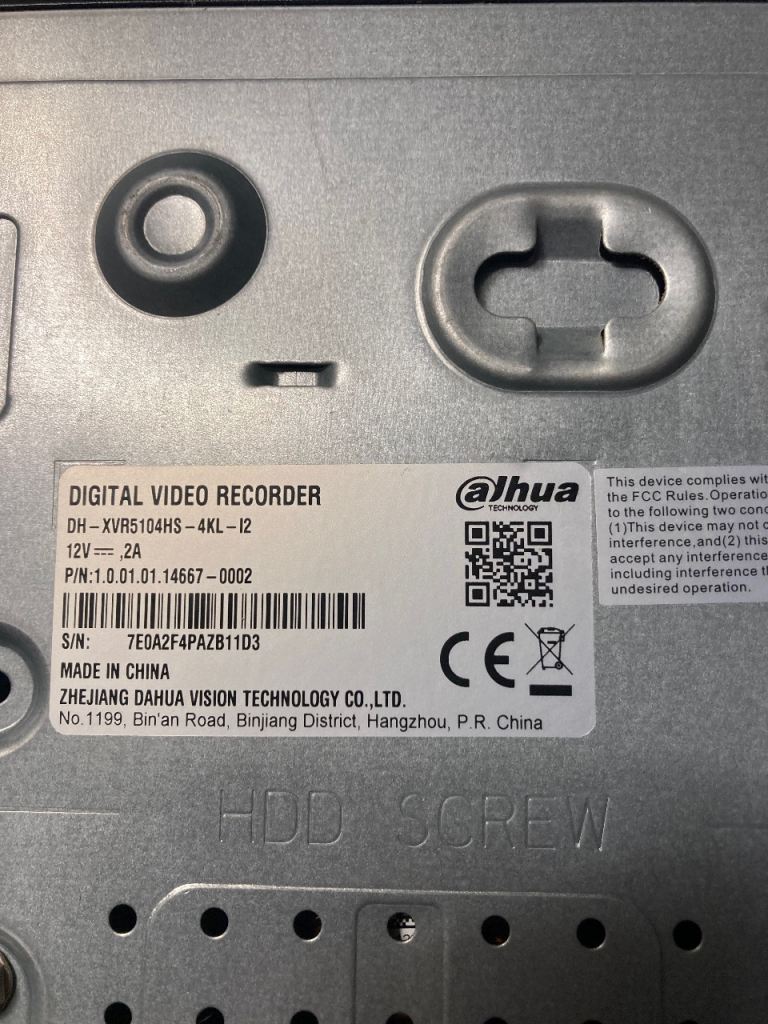 DIGITAL VIDEO RECORDER
DH-XVR5104HS-4KL-I2
12V⎓,2A
P/N:1.0.01.01.14667-0002
S/N: 7E0A2F4PAZB11D3
MADE IN CHINA
ZHEJIANG DAHUA VISION TECHNOLOGY CO.,LTD.
No.1199, Bin'an Road, Binjiang District, Hangzhou, P.R. China
alhua
TECHNOLOGY
CE
This device complies
the FCC Rules.Operatio
to the following two
(1)This device may not
interference,and(2) this
accept any interference
including interference
undesired operation.
HDD SCREW